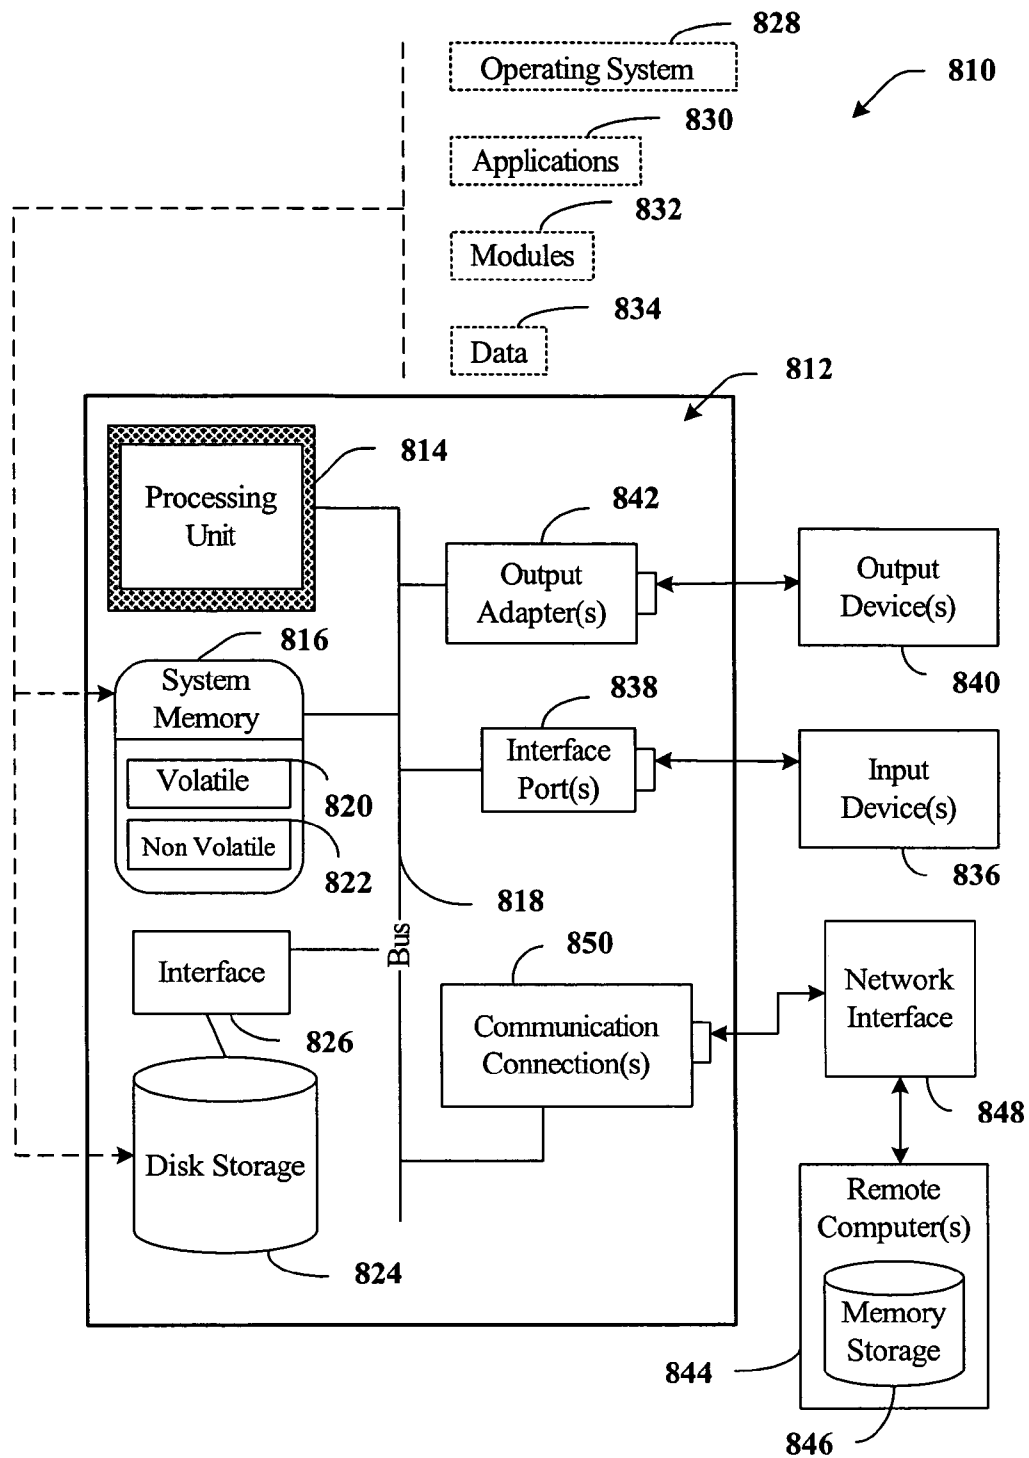 828
Operating System
810
830
Applications
832
Modules
834
Data
812
814
Processing
Unit
842
Output
Adapter(s)
Output
Device(s)
840
816
System
Memory
838
Interface
Port(s)
Input
Device(s)
836
Volatile
820
Non Volatile
822
818
Bus
Interface
826
850
Communication
Connection(s)
Network
Interface
848
Disk Storage
824
Remote
Computer(s)
Memory
Storage
844
846